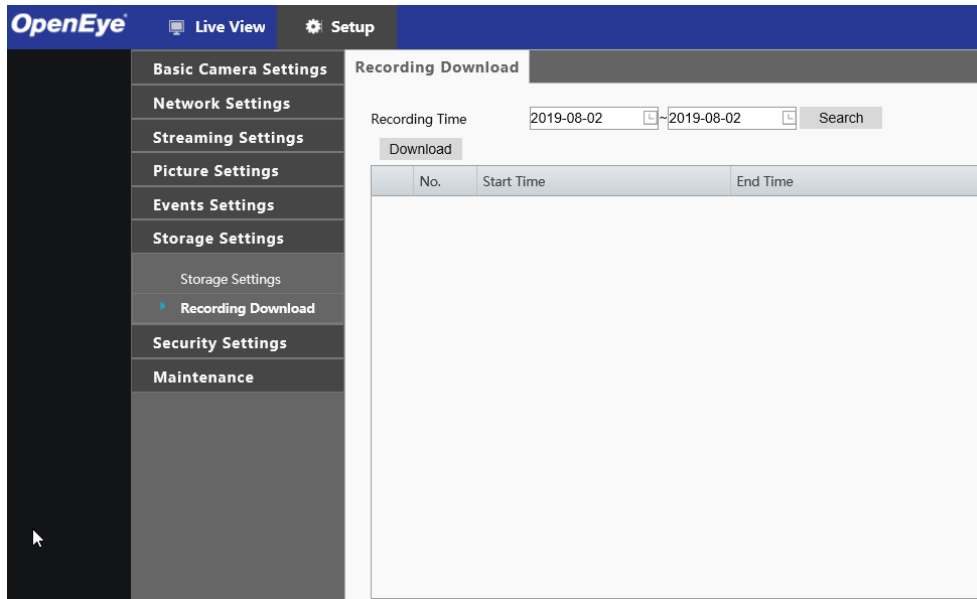 OpenEye Live View Setup
Basic Camera Settings
Network Settings
Streaming Settings
Picture Settings
Events Settings
Storage Settings
Storage Settings
Recording Download
Security Settings
Maintenance
Recording Download
Recording Time 2019-08-02 ~ 2019-08-02 Search
Download
No. Start Time End Time